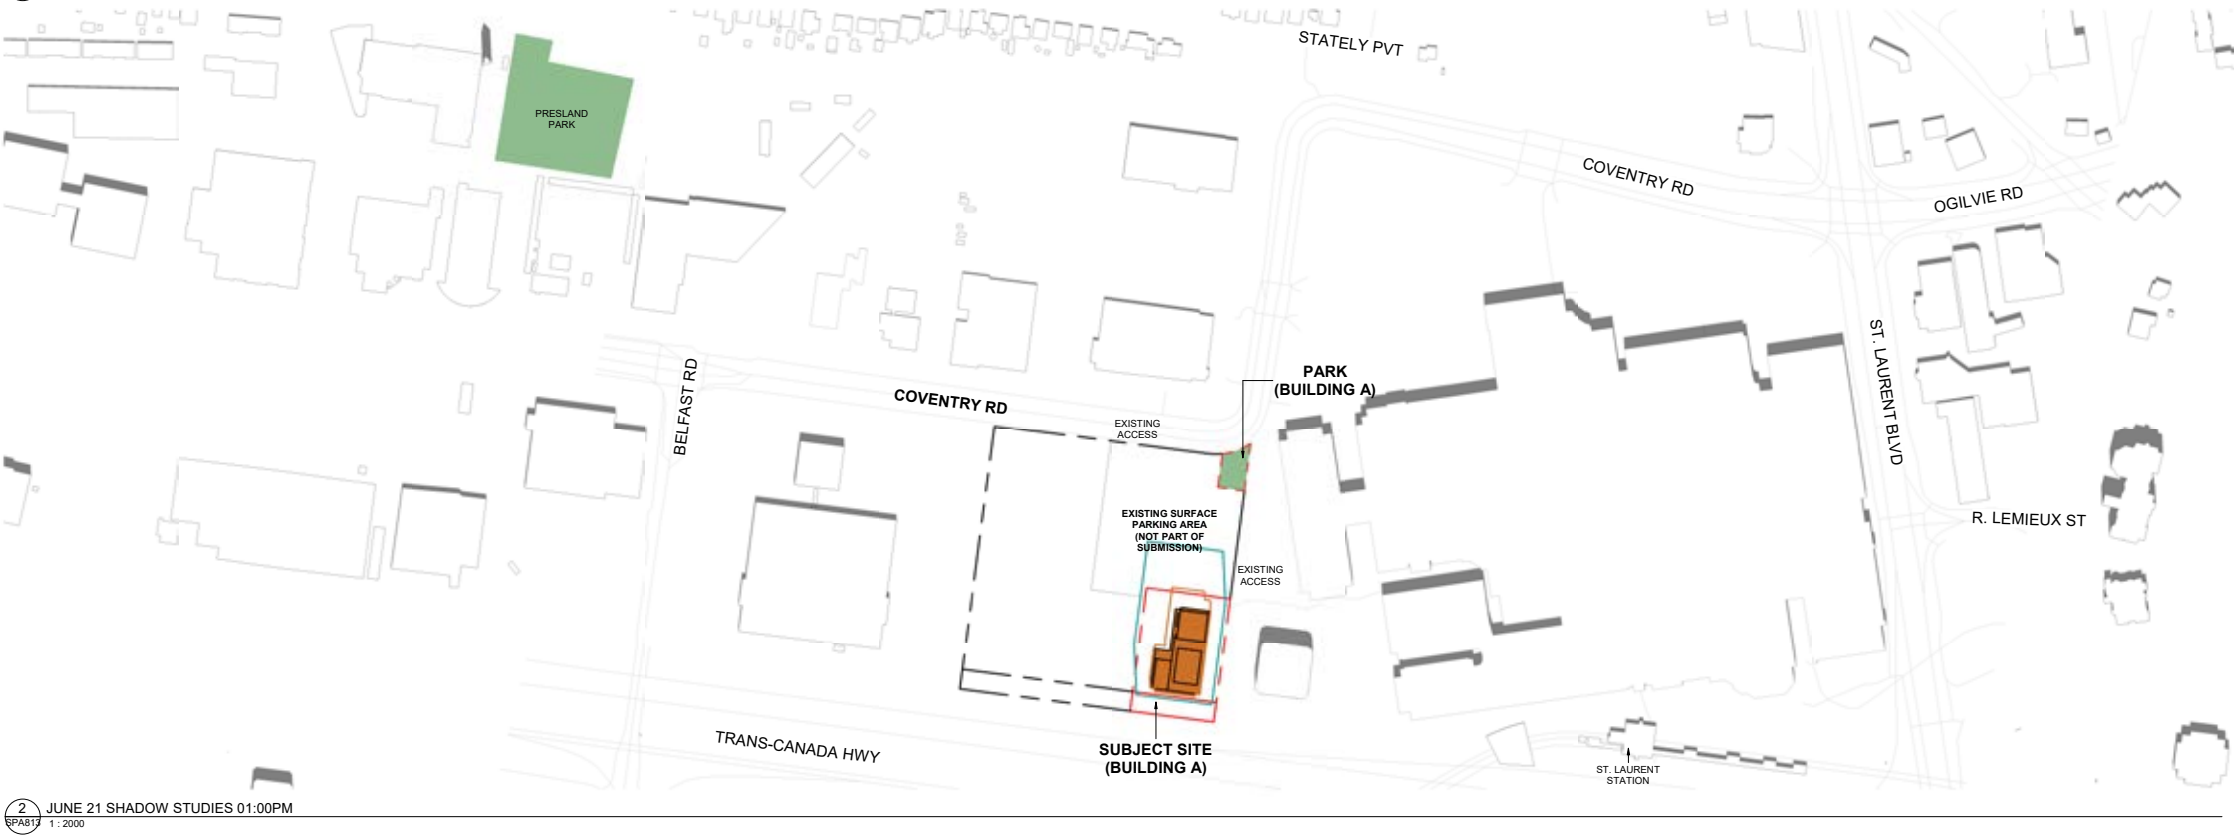 STATELY PVT
PRESLAND
PARK
COVENTRY RD
OGILVIE RD
ST. LAURENT BLVD
BELFAST RD
COVENTRY RD
PARK
(BUILDING A)
EXISTING
ACCESS
EXISTING SURFACE
PARKING AREA
(NOT PART OF
SUBMISSION)
R. LEMIEUX ST
EXISTING
ACCESS
TRANS-CANADA HWY
SUBJECT SITE
(BUILDING A)
ST. LAURENT
STATION
2
SPA813
JUNE 21 SHADOW STUDIES 01:00PM
1 : 2000